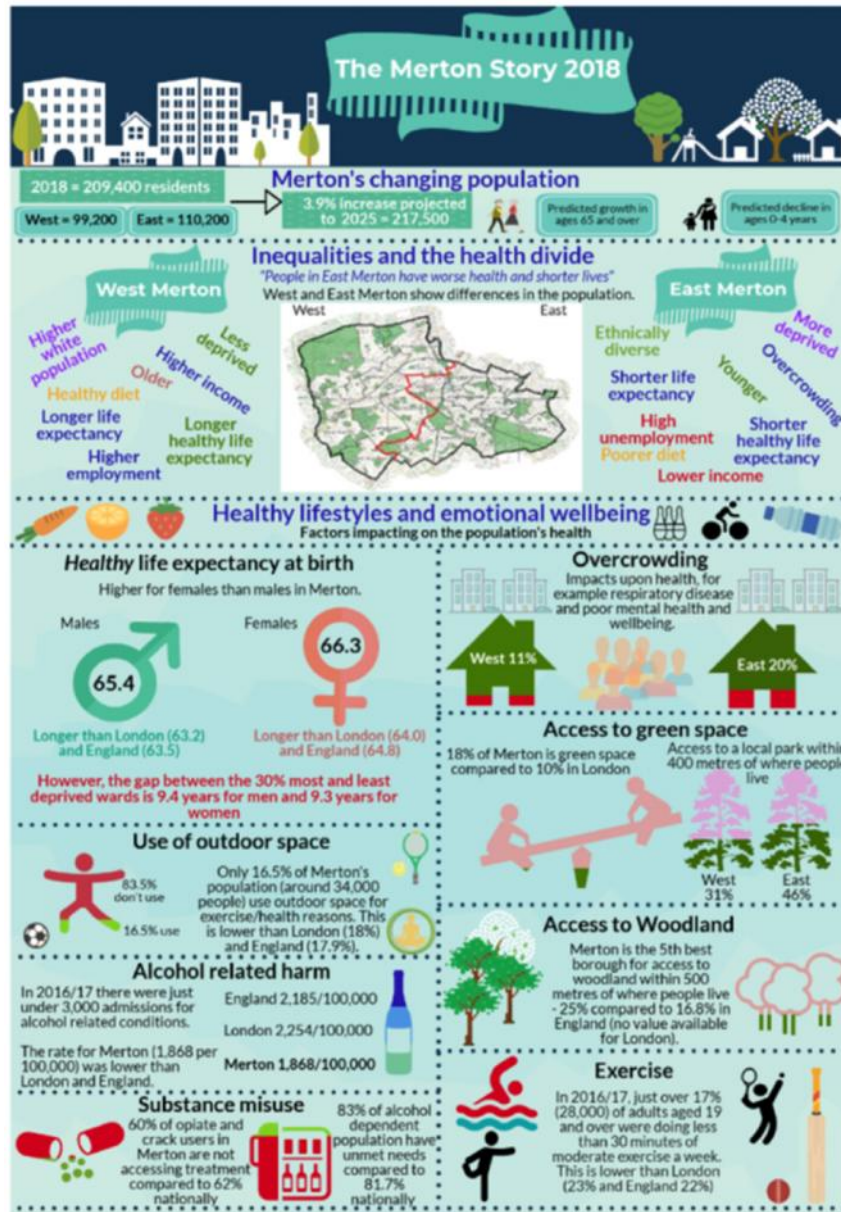 The Merton Story 2018
Merton's changing population
2018 = 209,400 residents
West = 99,200
East = 110,200
3.9% increase projected
to 2025 = 217,500
Predicted growth in
ages 65 and over
Predicted decline in
ages 0-4 years
Inequalities and the health divide
"People in East Merton have worse health and shorter lives"
West and East Merton show differences in the population.
West Merton
Higher
white
population
Less
deprived
Older
Higher income
Healthy diet
Longer life
expectancy
Longer
healthy life
expectancy
Higher
employment
West
East
East Merton
Ethnically
diverse
More
deprived
Overcrowding
Younger
Shorter life
expectancy
High
unemployment
Poorer diet
Shorter
healthy life
expectancy
Lower income
Healthy lifestyles and emotional wellbeing
Factors impacting on the population's health
Healthy life expectancy at birth
Higher for females than males in Merton.
Males
65.4
Longer than London (63.2)
and England (63.5)
Females
66.3
Longer than London (64.0)
and England (64.8)
However, the gap between the 30% most and least
deprived wards is 9.4 years for men and 9.3 years for
women
Use of outdoor space
83.5%
don't use
16.5% use
Only 16.5% of Merton's
population (around 34,000
people) use outdoor space for
exercise/health reasons. This
is lower than London (18%)
and England (17.9%).
Alcohol related harm
In 2016/17 there were just
under 3,000 admissions for
alcohol related conditions.
The rate for Merton (1,868 per
100,000) was lower than
London and England.
England 2,185/100,000
London 2,254/100,000
Merton 1,868/100,000
Substance misuse
60% of opiate and
crack users in
Merton are not
accessing treatment
compared to 62%
nationally
83% of alcohol
dependent
population have
unmet needs
compared to
81.7%
nationally
Overcrowding
Impacts upon health, for
example respiratory disease
and poor mental health and
wellbeing.
West 11%
East 20%
Access to green space
18% of Merton is green space
compared to 10% in London
Access to a local park within
400 metres of where people
live
West
31%
East
46%
Access to Woodland
Merton is the 5th best
borough for access to
woodland within 500
metres of where people live
- 25% compared to 16.8% in
England (no value available
for London).
Exercise
In 2016/17, just over 17%
(28,000) of adults aged 19
and over were doing less
than 30 minutes of
moderate exercise a week.
This is lower than London
(23% and England 22%)